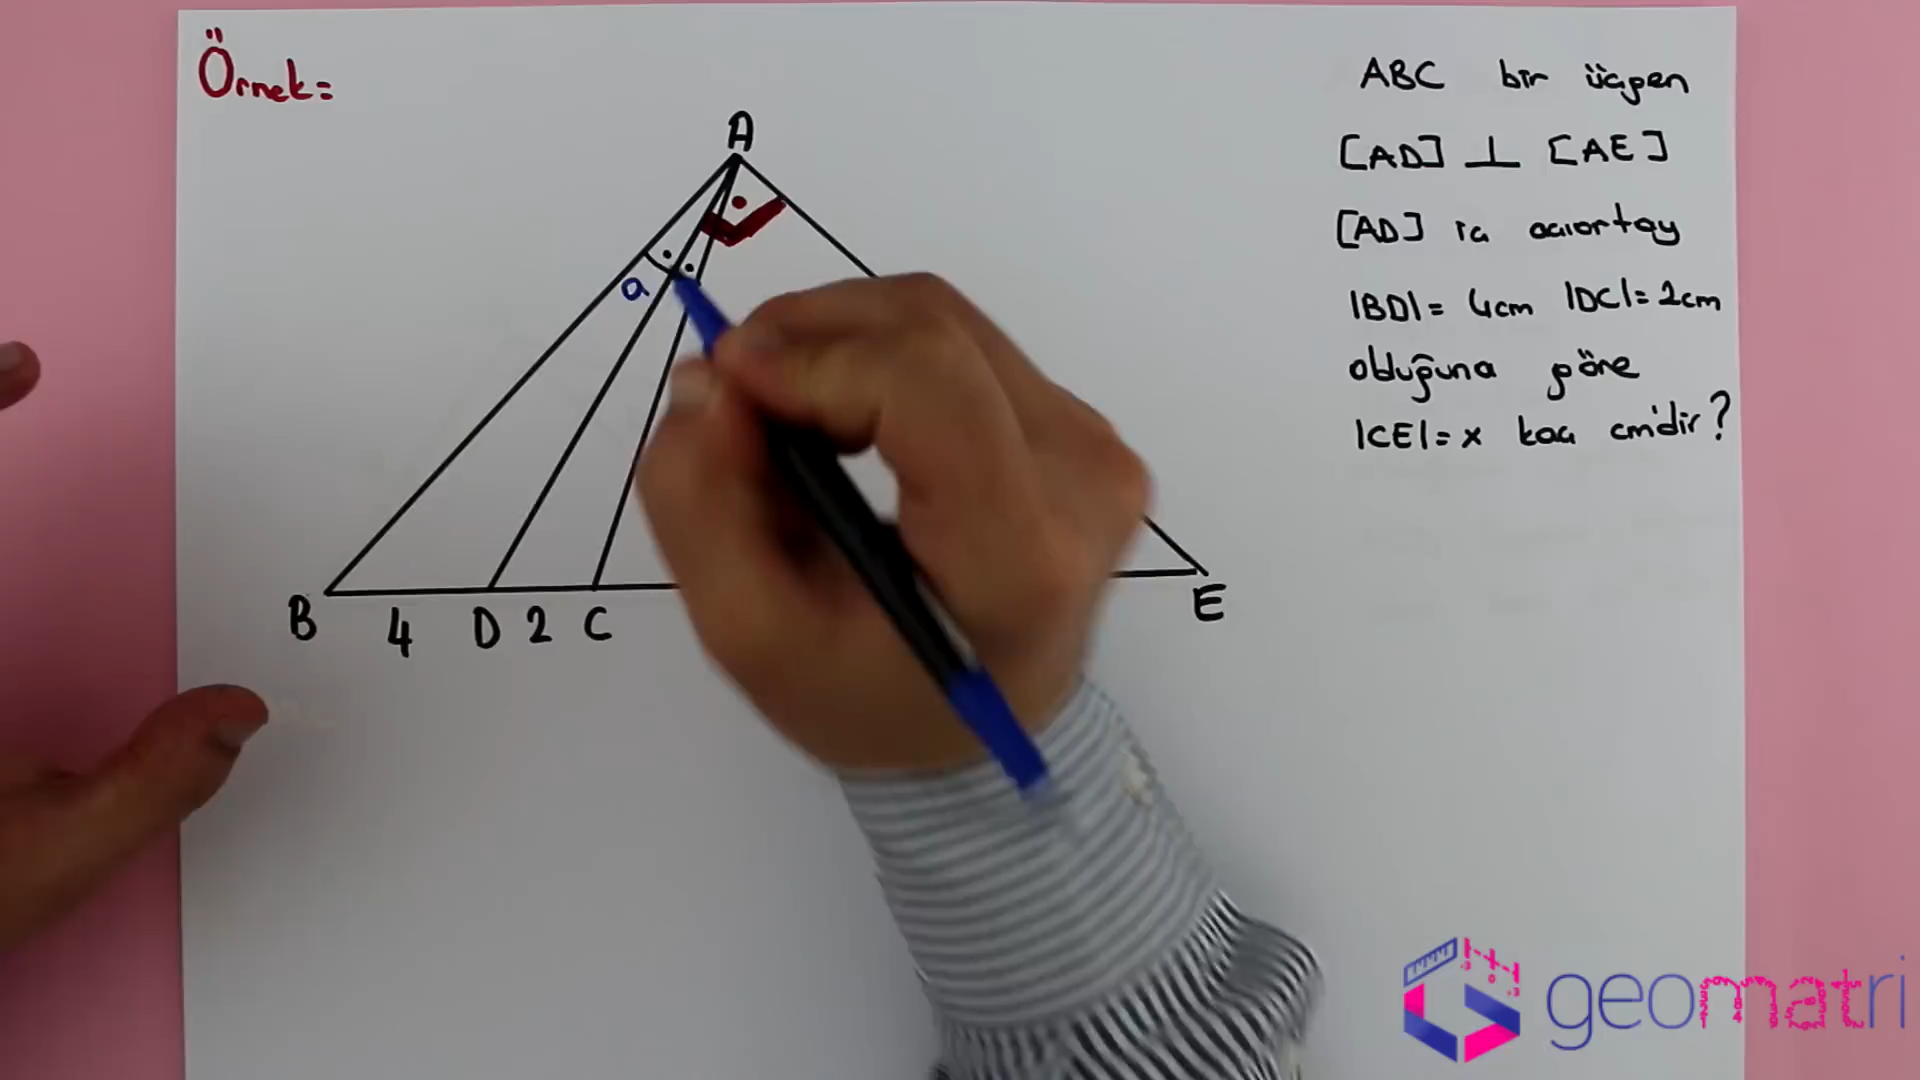 Örnek=
A
a
B 4 D 2 C E
ABC bir üçgen
[AD] ⊥ [AE]
[AD] iç açıortay
|BD|= 4cm |DC|= 2cm
olduğuna göre
|CE|= x kaç cm'dir?
geomatri